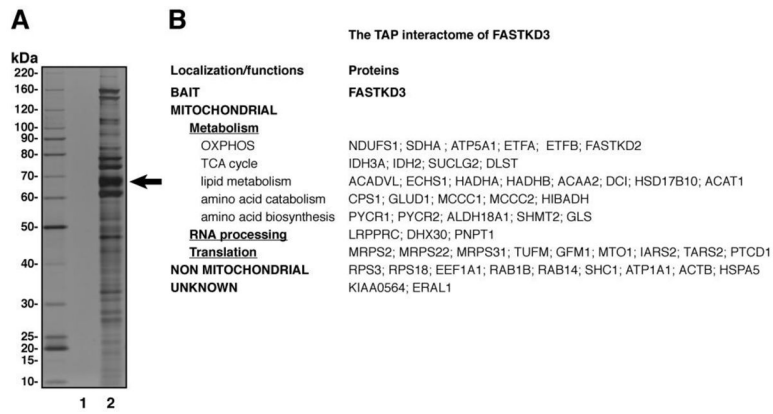 A
B
The TAP interactome of FASTKD3
kDa
220-
160-
120-
100-
90-
80-
70-
60-
50-
40-
30-
25-
20-
15-
10-
1 2
Localization/functions Proteins
BAIT FASTKD3
MITOCHONDRIAL
Metabolism
OXPHOS NDUFS1; SDHA ; ATP5A1; ETFA; ETFB; FASTKD2
TCA cycle IDH3A; IDH2; SUCLG2; DLST
lipid metabolism ACADVL; ECHS1; HADHA; HADHB; ACAA2; DCI; HSD17B10; ACAT1
amino acid catabolism CPS1; GLUD1; MCCC1; MCCC2; HIBADH
amino acid biosynthesis PYCR1; PYCR2; ALDH18A1; SHMT2; GLS
RNA processing LRPPRC; DHX30; PNPT1
Translation MRPS2; MRPS22; MRPS31; TUFM; GFM1; MTO1; IARS2; TARS2; PTCD1
NON MITOCHONDRIAL RPS3; RPS18; EEF1A1; RAB1B; RAB14; SHC1; ATP1A1; ACTB; HSPA5
UNKNOWN KIAA0564; ERAL1